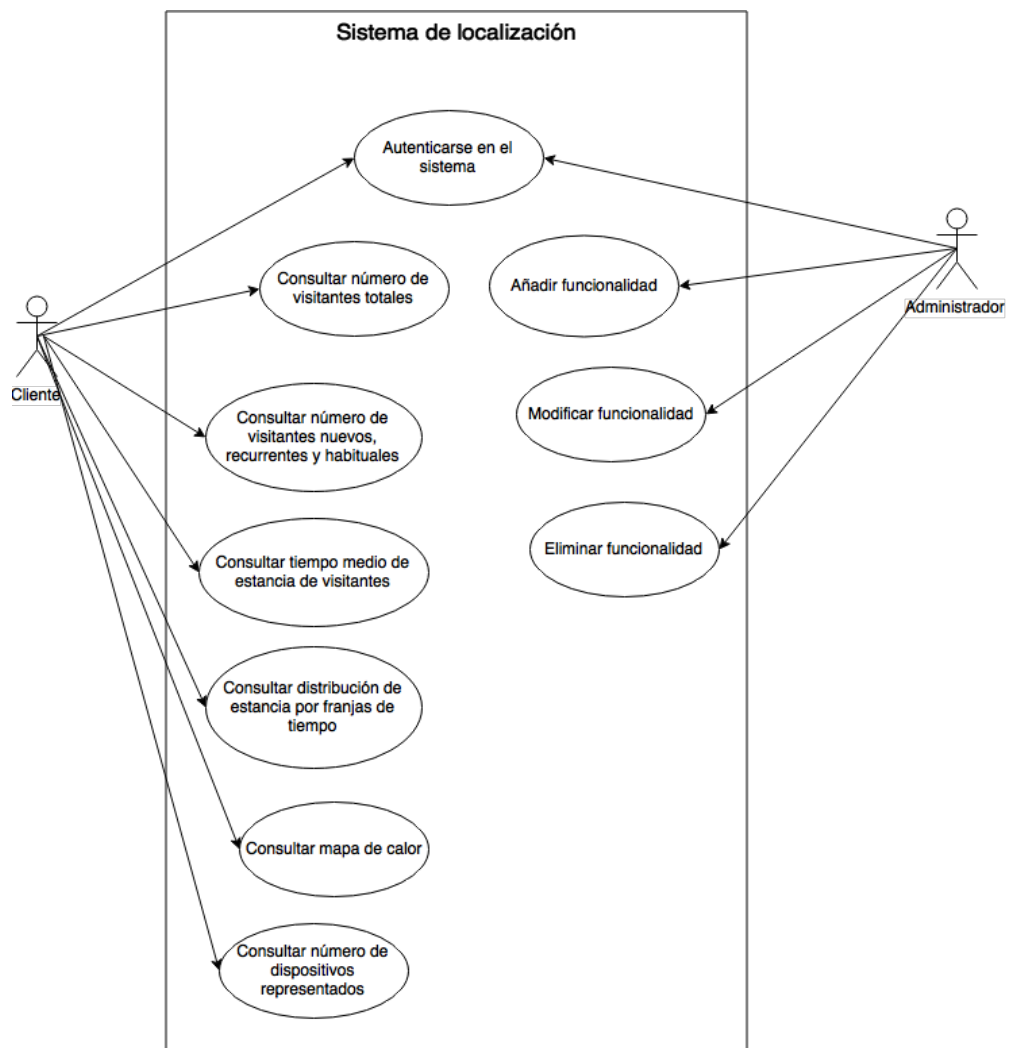 Sistema de localización
Autenticarse en el
sistema
Consultar número de
visitantes totales
Añadir funcionalidad
Administrador
Cliente
Consultar número de
visitantes nuevos,
recurrentes y habituales
Modificar funcionalidad
Consultar tiempo medio de
estancia de visitantes
Eliminar funcionalidad
Consultar distribución de
estancia por franjas de
tiempo
Consultar mapa de calor
Consultar número de
dispositivos
representados